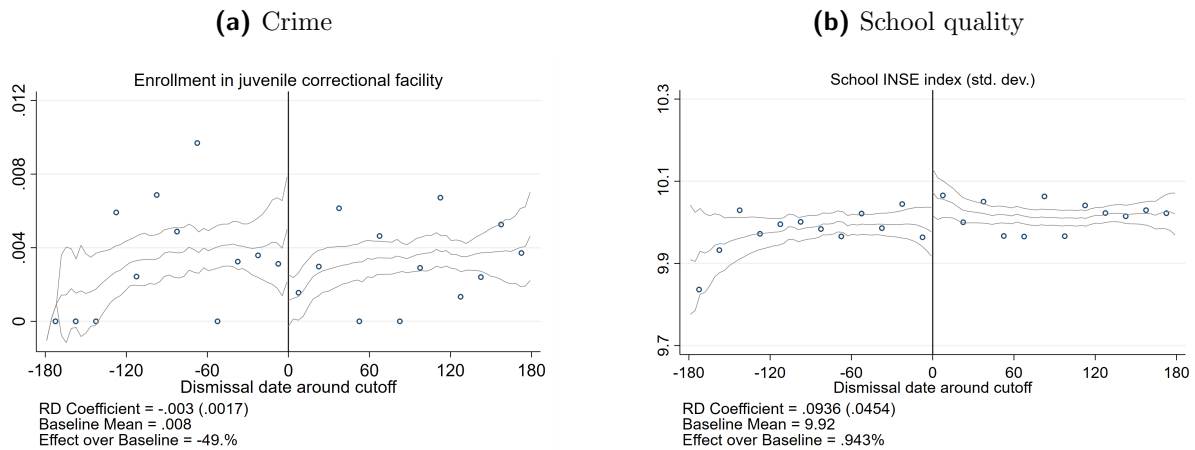 (a) Crime
Enrollment in juvenile correctional facility
.012
.008
.004
0
-180 -120 -60 0 60 120 180
Dismissal date around cutoff
RD Coefficient = -.003 (.0017)
Baseline Mean = .008
Effect over Baseline = -49.%
(b) School quality
School INSE index (std. dev.)
10.3
10.1
9.9
9.7
-180 -120 -60 0 60 120 180
Dismissal date around cutoff
RD Coefficient = .0936 (.0454)
Baseline Mean = 9.92
Effect over Baseline = .943%